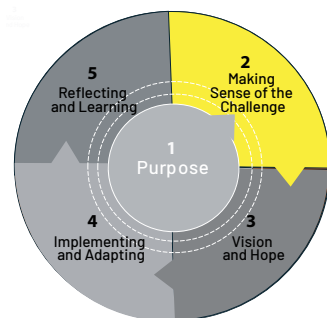 1
Purpose
2
Making
Sense of the
Challenge
3
Vision
and Hope
4
Implementing
and Adapting
5
Reflecting
and Learning